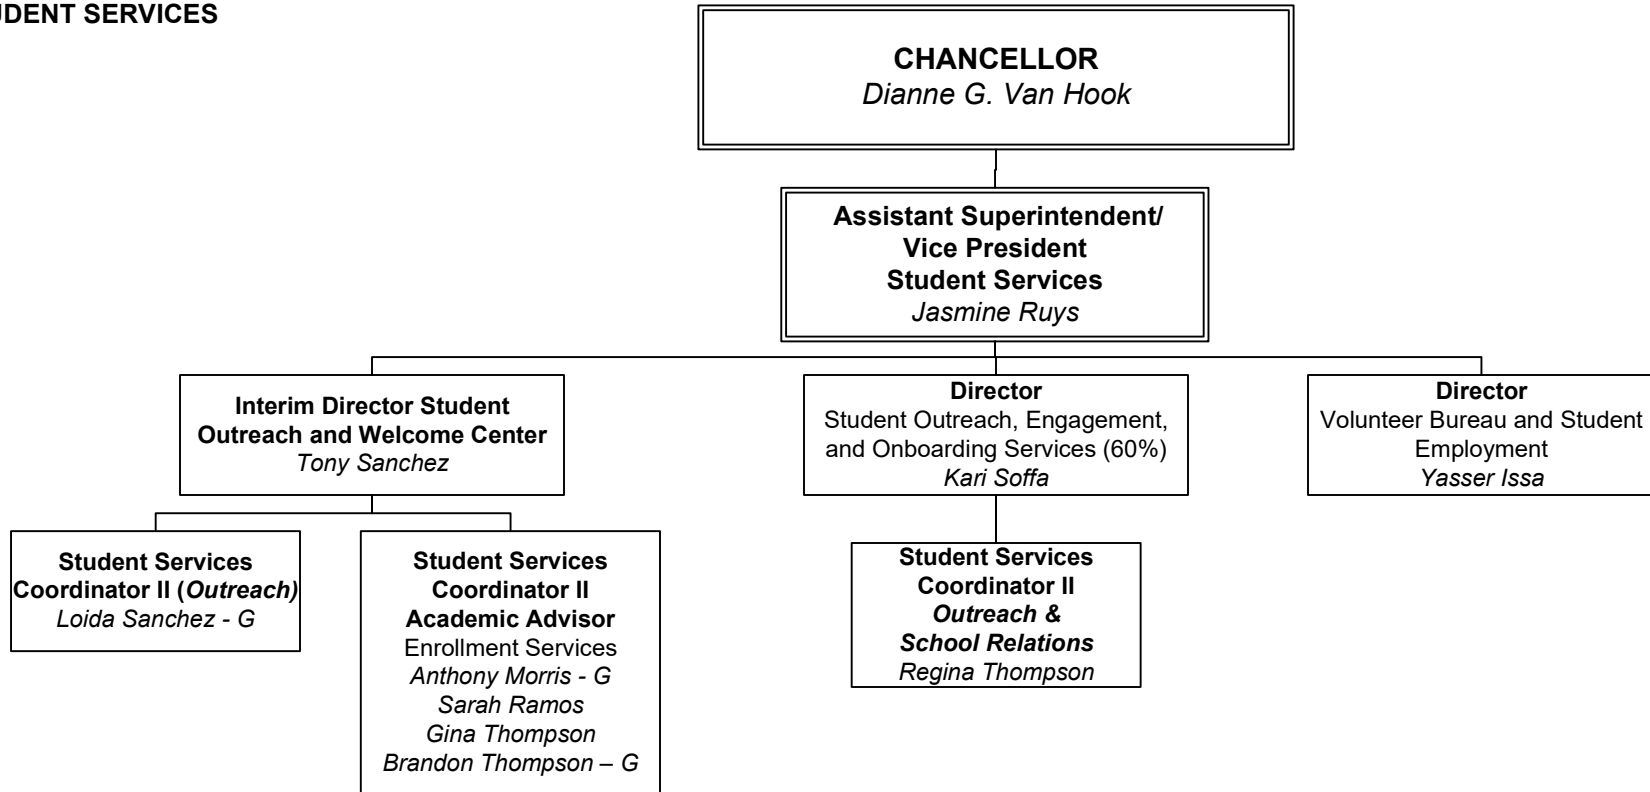 UDENT SERVICES
CHANCELLOR
Dianne G. Van Hook
Assistant Superintendent/
Vice President
Student Services
Jasmine Ruys
Interim Director Student
Outreach and Welcome Center
Tony Sanchez
Director
Student Outreach, Engagement,
and Onboarding Services (60%)
Kari Soffa
Director
Volunteer Bureau and Student
Employment
Yasser Issa
Student Services
Coordinator II (Outreach)
Loida Sanchez - G
Student Services
Coordinator II
Academic Advisor
Enrollment Services
Anthony Morris - G
Sarah Ramos
Gina Thompson
Brandon Thompson – G
Student Services
Coordinator II
Outreach &
School Relations
Regina Thompson